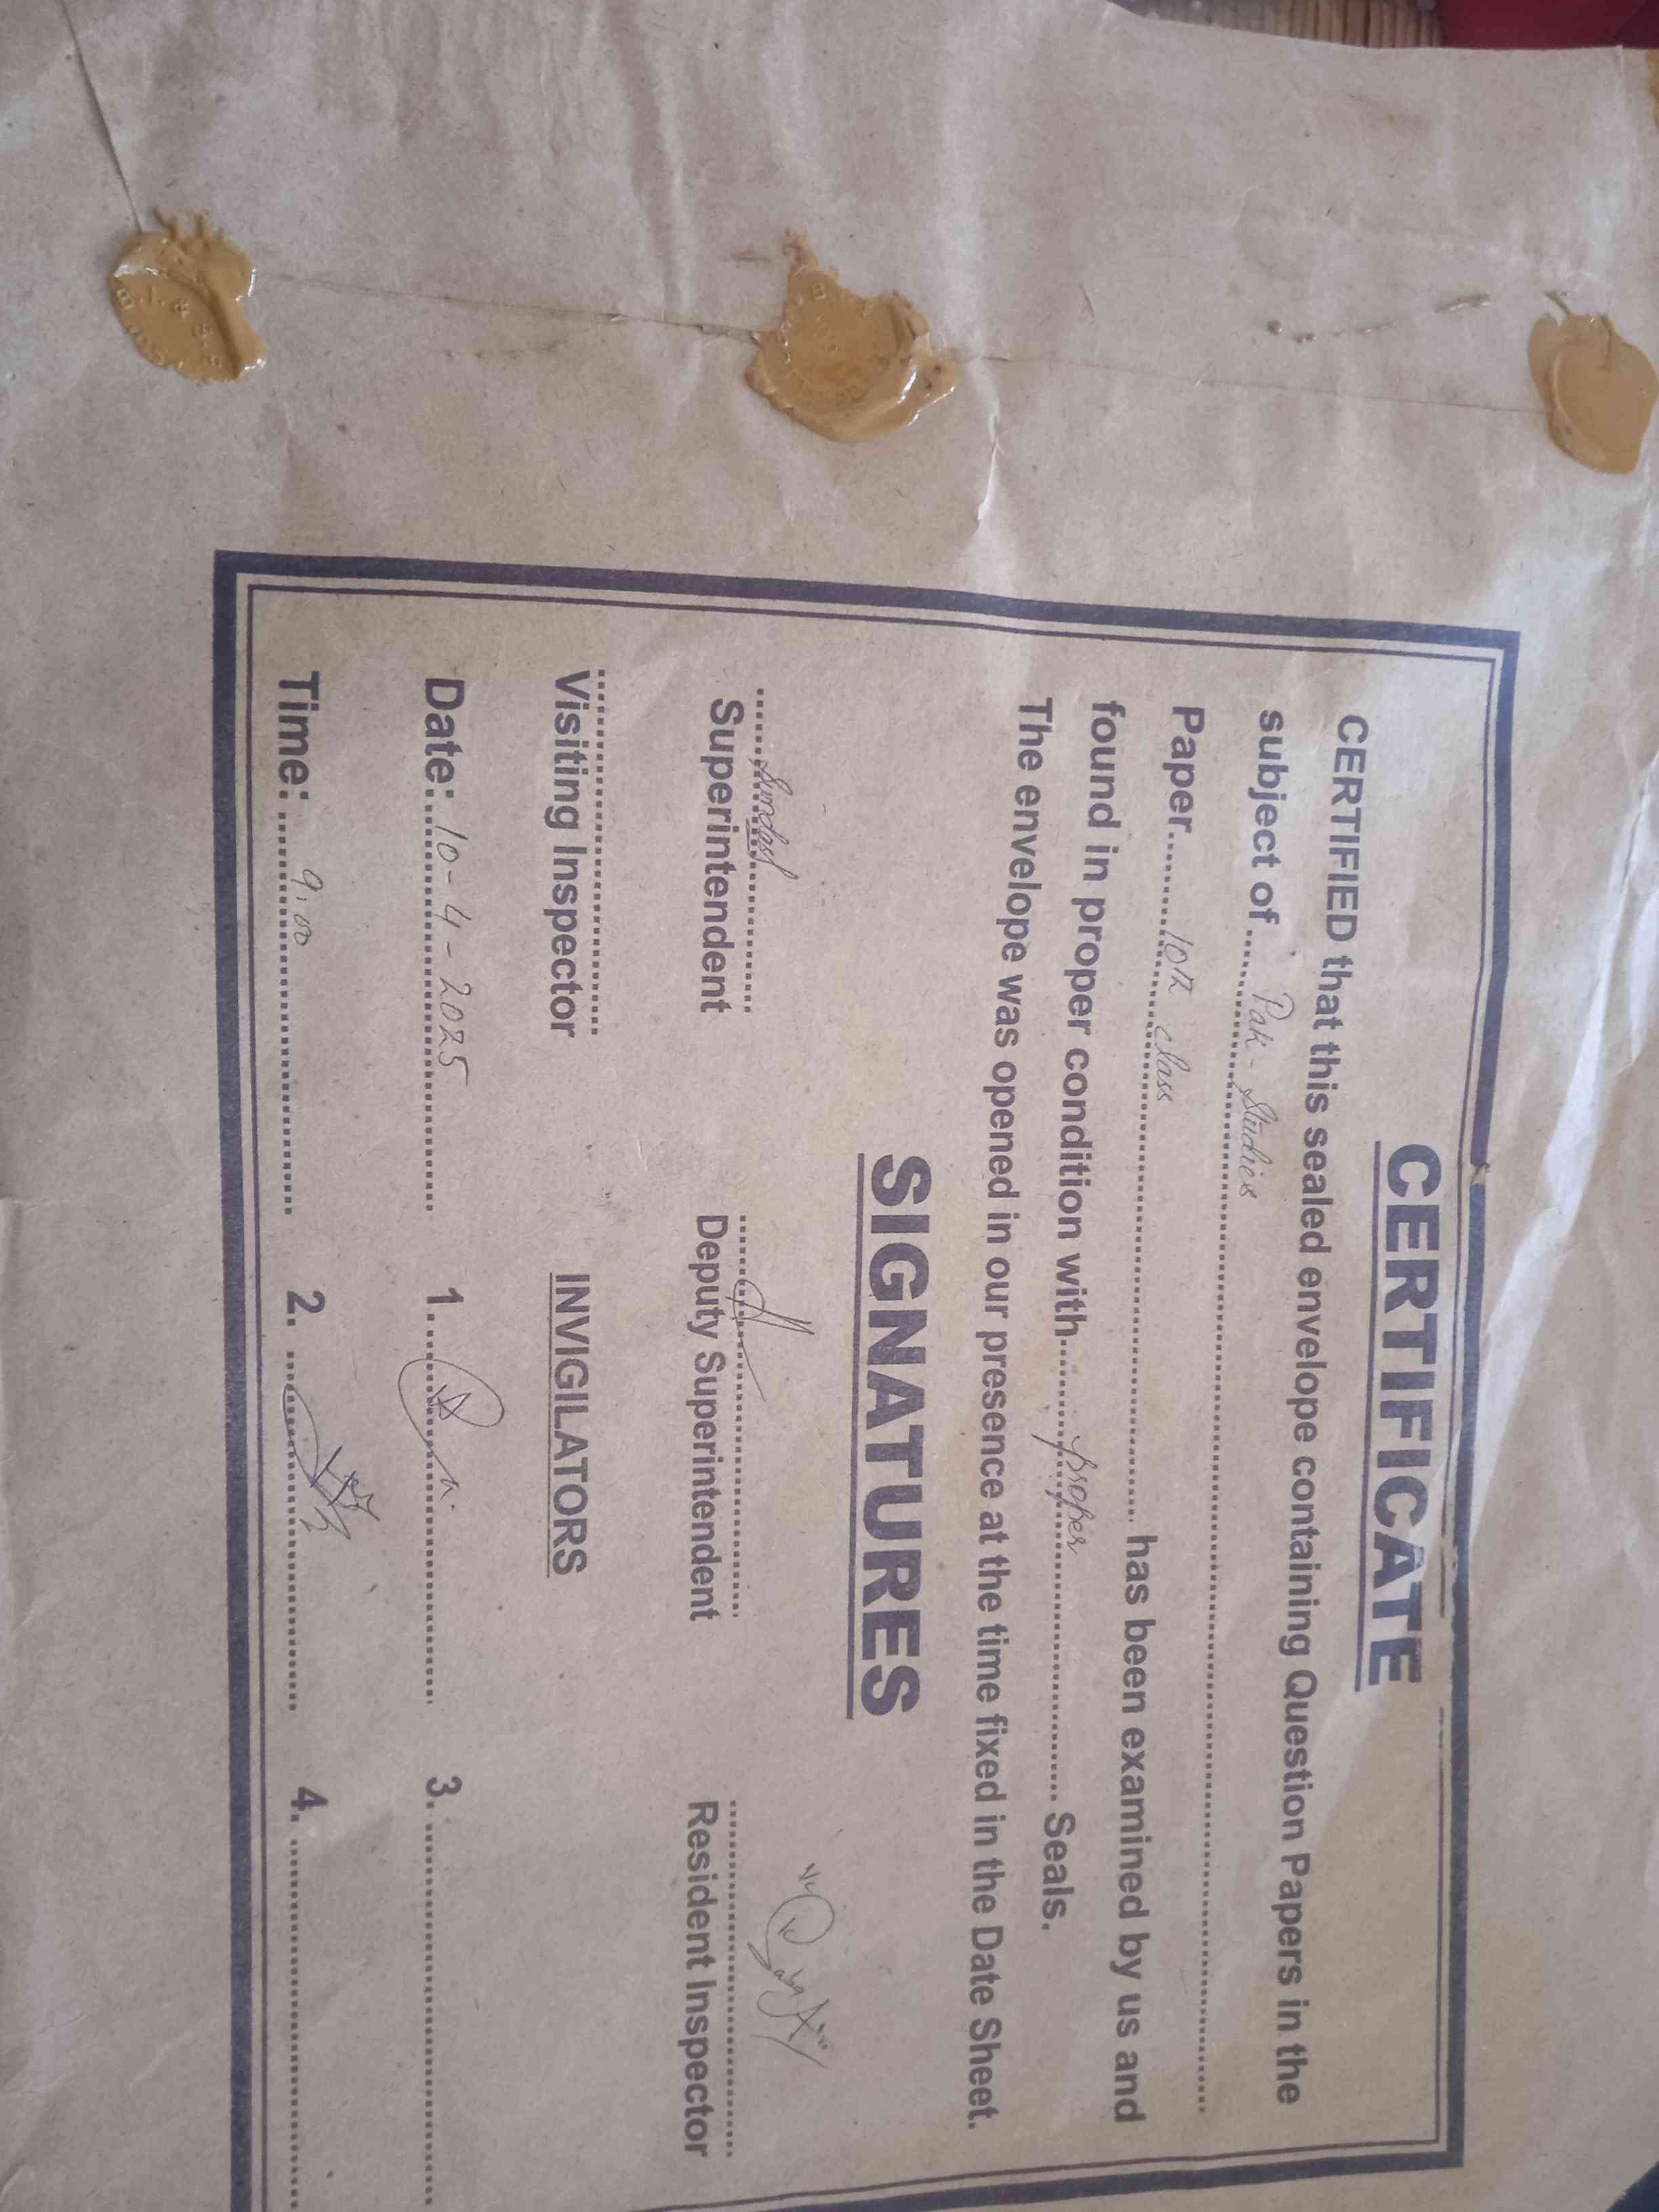 CERTIFICATE
CERTIFIED that this sealed envelope containing Question Papers in the
subject of ..... Pak - Studies ..........
Paper.......... 10th class .......... has been examined by us and
found in proper condition with.......... proper .......... Seals.
The envelope was opened in our presence at the time fixed in the Date Sheet.
SIGNATURES
Superintendent Deputy Superintendent Resident Inspector
Visiting Inspector INVIGILATORS
Date: 10-4-2025 1. .......... 3. ..........
Time: 9:00 2. .......... 4. ..........